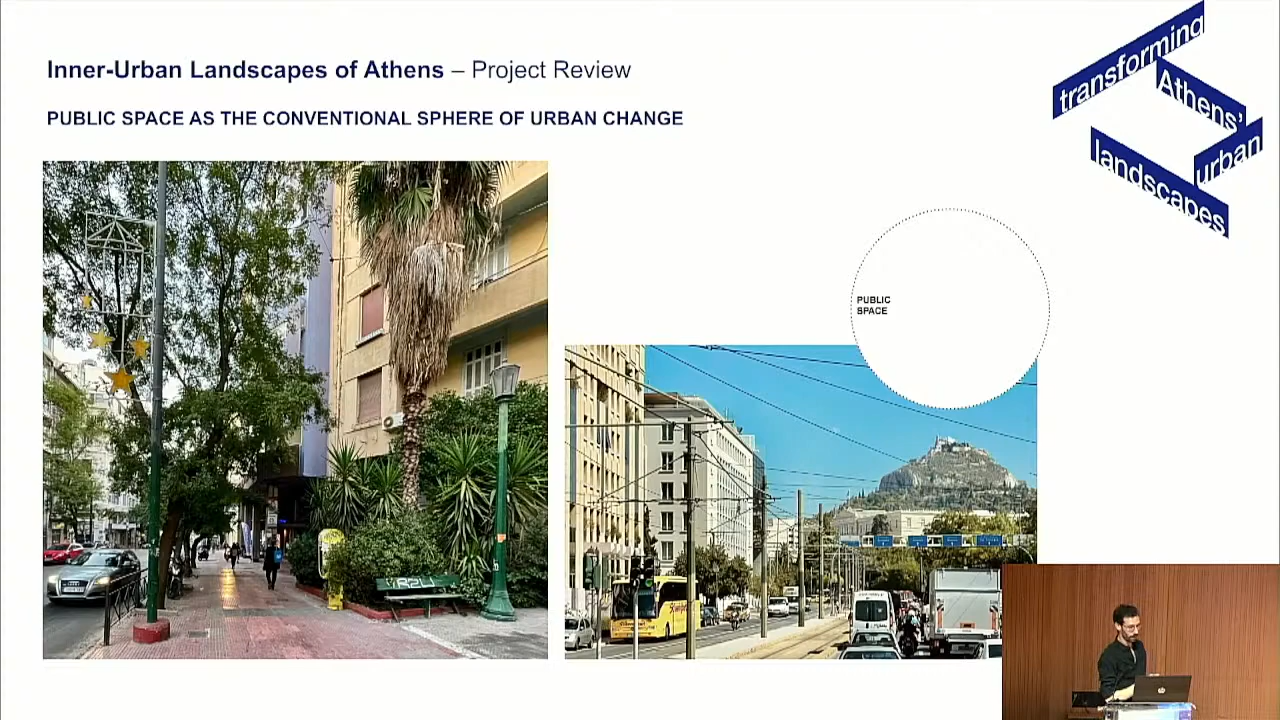 Inner-Urban Landscapes of Athens – Project Review
PUBLIC SPACE AS THE CONVENTIONAL SPHERE OF URBAN CHANGE
transforming
Athens'
urban
landscapes
PUBLIC
SPACE